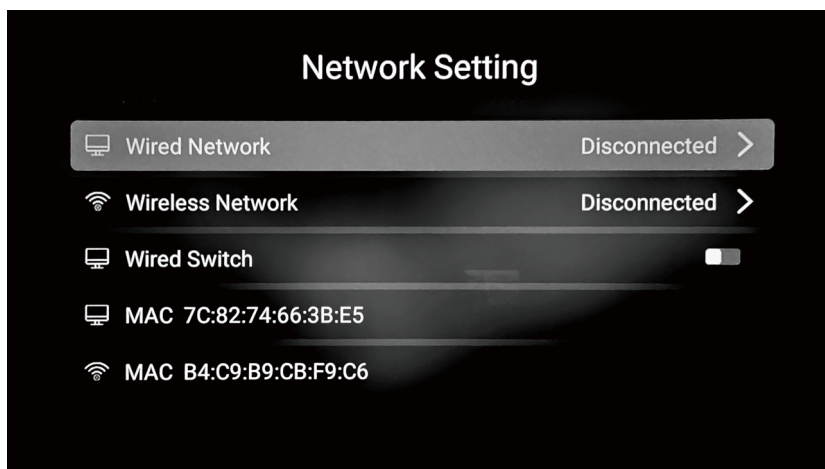 Network Setting
Wired Network Disconnected
Wireless Network Disconnected
Wired Switch
MAC 7C:82:74:66:3B:E5
MAC B4:C9:B9:CB:F9:C6